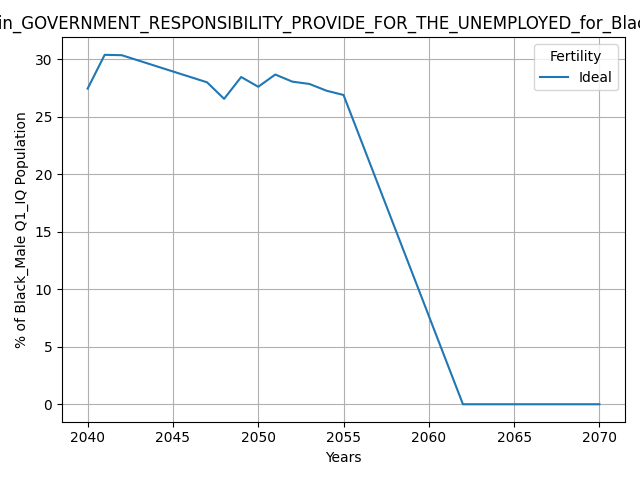 in_GOVERNMENT_RESPONSIBILITY_PROVIDE_FOR_THE_UNEMPLOYED_for_Blac
Fertility
Ideal
% of Black_Male Q1_IQ Population
30
25
20
15
10
5
0
2040 2045 2050 2055 2060 2065 2070
Years